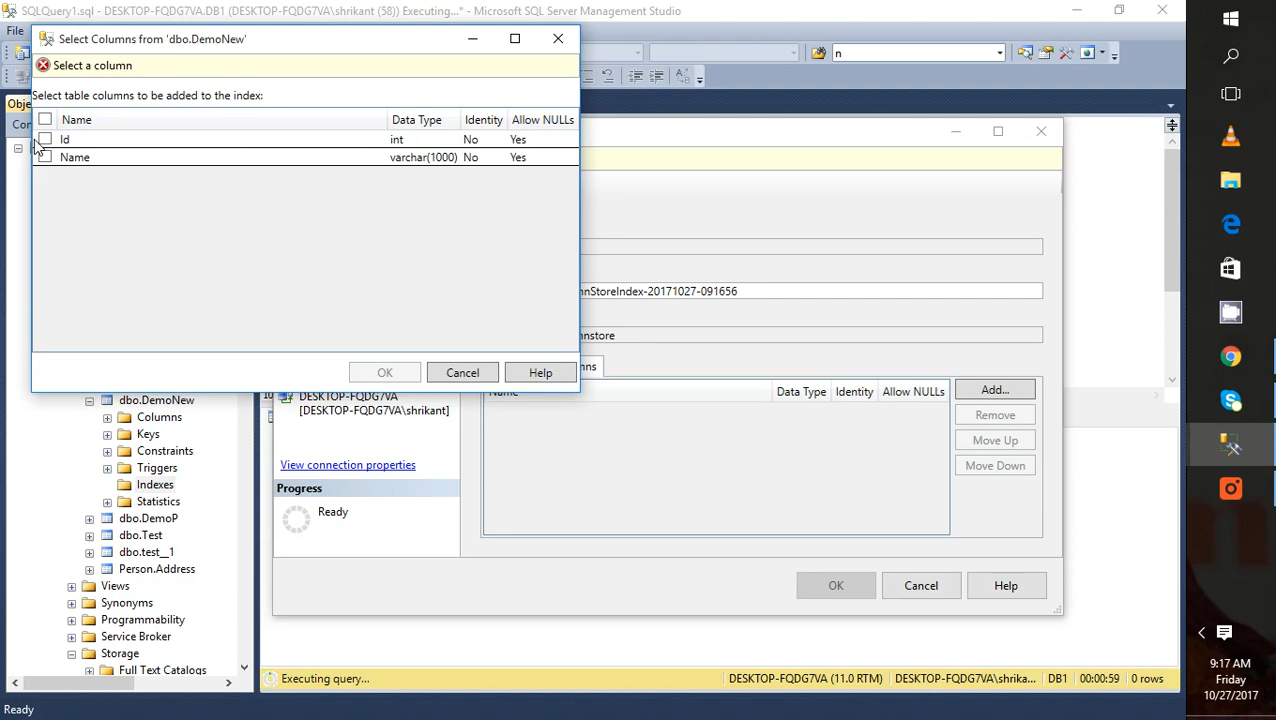 SQLQuery1.sql - DESKTOP-FQDG7VA.DB1 (DESKTOP-FQDG7VA\shrikant (58)) Executing...* - Microsoft SQL Server Management Studio
File
n
Select Columns from 'dbo.DemoNew'
Select a column
Select table columns to be added to the index:
Name Data Type Identity Allow NULLs
Id int No Yes
Name varchar(1000) No Yes
OK Cancel Help
Obje
Con
nStoreIndex-20171027-091656
nstore
ns
Name Data Type Identity Allow NULLs
Add...
Remove
Move Up
Move Down
DESKTOP-FQDG7VA
[DESKTOP-FQDG7VA\shrikant]
View connection properties
Progress
Ready
OK Cancel Help
dbo.DemoNew
Columns
Keys
Constraints
Triggers
Indexes
Statistics
dbo.DemoP
dbo.Test
dbo.test__1
Person.Address
Views
Synonyms
Programmability
Service Broker
Storage
Full Text Catalogs
Executing query... DESKTOP-FQDG7VA (11.0 RTM) DESKTOP-FQDG7VA\shrika... DB1 00:00:59 0 rows
Ready
9:17 AM
Friday
10/27/2017